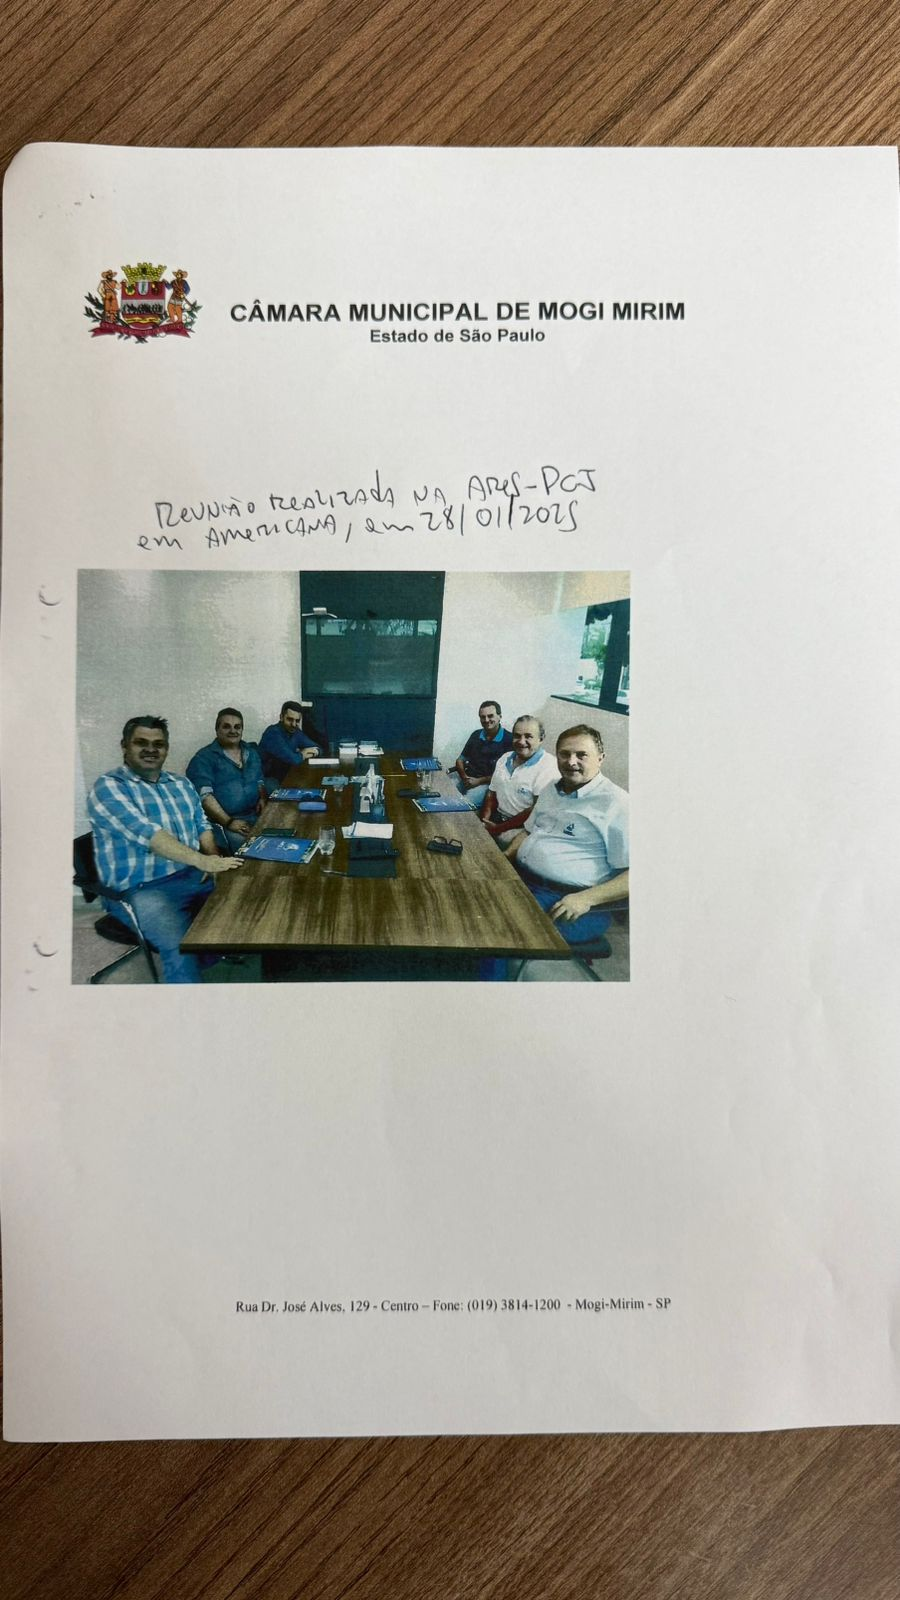 CÂMARA MUNICIPAL DE MOGI MIRIM
Estado de São Paulo
REUNIÃO REALIZADA NA ARES-PCJ
em AMERICANA, em 28/01/2025
Rua Dr. José Alves, 129 - Centro – Fone: (019) 3814-1200 - Mogi-Mirim - SP